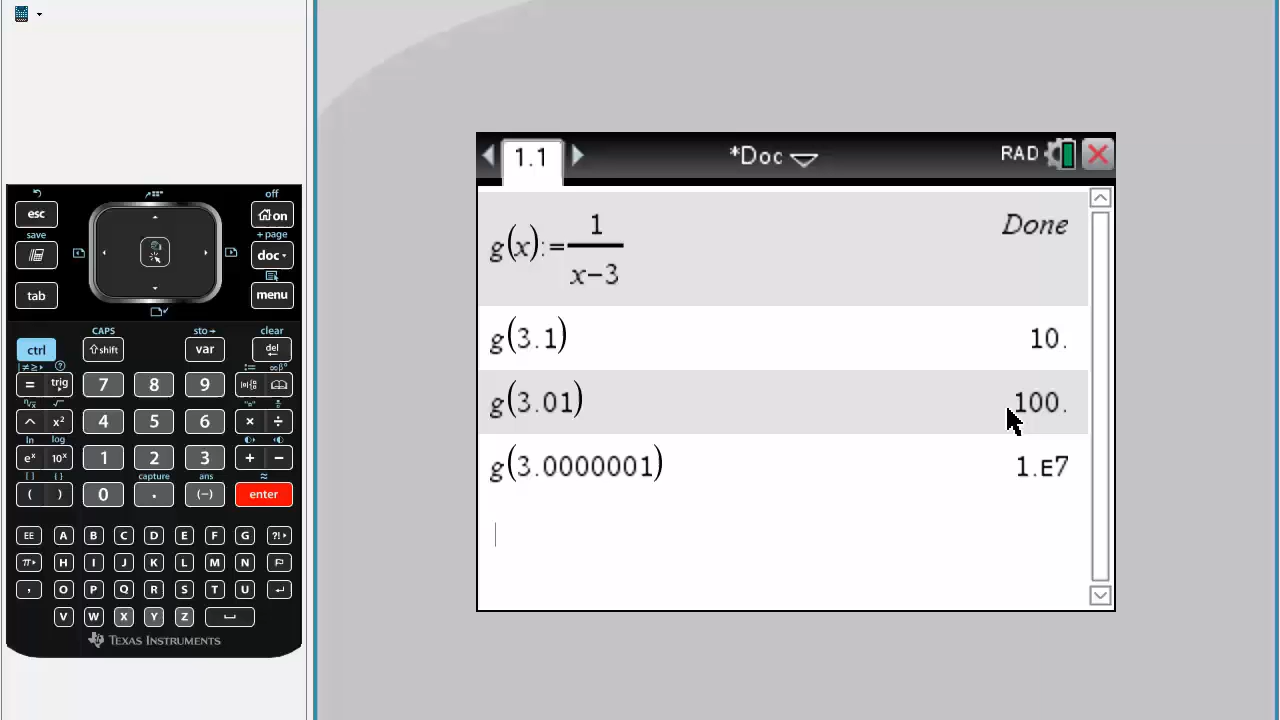 1.1 *Doc RAD
g(x):=1/(x−3) Done
g(3.1) 10.
g(3.01) 100.
g(3.0000001) 1.E7
off
esc on
save + page
doc
tab menu
CAPS sto→ clear
ctrl shift var del
= trig 7 8 9
^ x² 4 5 6 × ÷
ln log
eˣ 10ˣ 1 2 3 + −
[ ] { } capture ans ≈
( ) 0 . (−) enter
EE A B C D E F G ?!▸
π▸ H I J K L M N
, O P Q R S T U ↵
V W X Y Z
TEXAS INSTRUMENTS